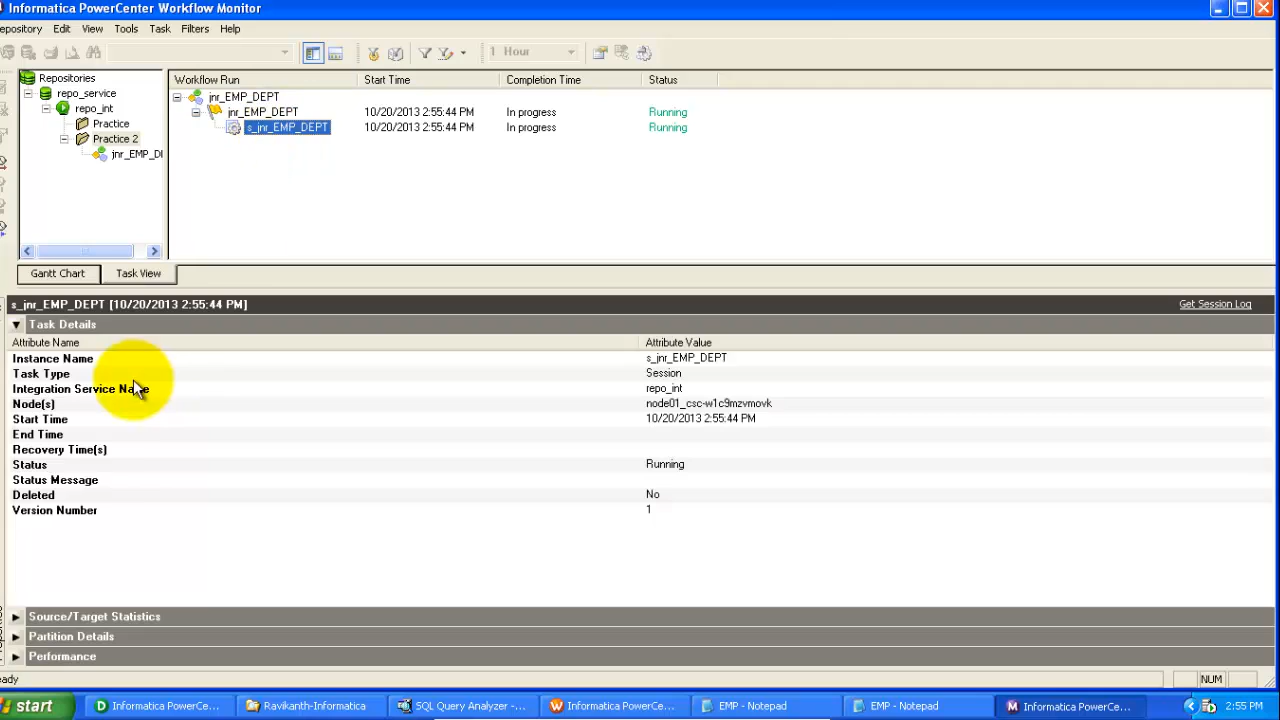 Informatica PowerCenter Workflow Monitor
epository Edit View Tools Task Filters Help
1 Hour
Repositories
repo_service
repo_int
Practice
Practice 2
jnr_EMP_DI
Workflow Run Start Time Completion Time Status
jnr_EMP_DEPT
jnr_EMP_DEPT 10/20/2013 2:55:44 PM In progress Running
s_jnr_EMP_DEPT 10/20/2013 2:55:44 PM In progress Running
Gantt Chart Task View
s_jnr_EMP_DEPT [10/20/2013 2:55:44 PM] Get Session Log
Task Details
Attribute Name Attribute Value
Instance Name s_jnr_EMP_DEPT
Task Type Session
Integration Service Name repo_int
Node(s) node01_csc-w1c9mzvmovk
Start Time 10/20/2013 2:55:44 PM
End Time
Recovery Time(s)
Status Running
Status Message
Deleted No
Version Number 1
Source/Target Statistics
Partition Details
Performance
eady NUM
start Informatica PowerCe... Ravikanth-Informatica SQL Query Analyzer -... Informatica PowerCe... EMP - Notepad EMP - Notepad Informatica PowerCe... 2:55 PM